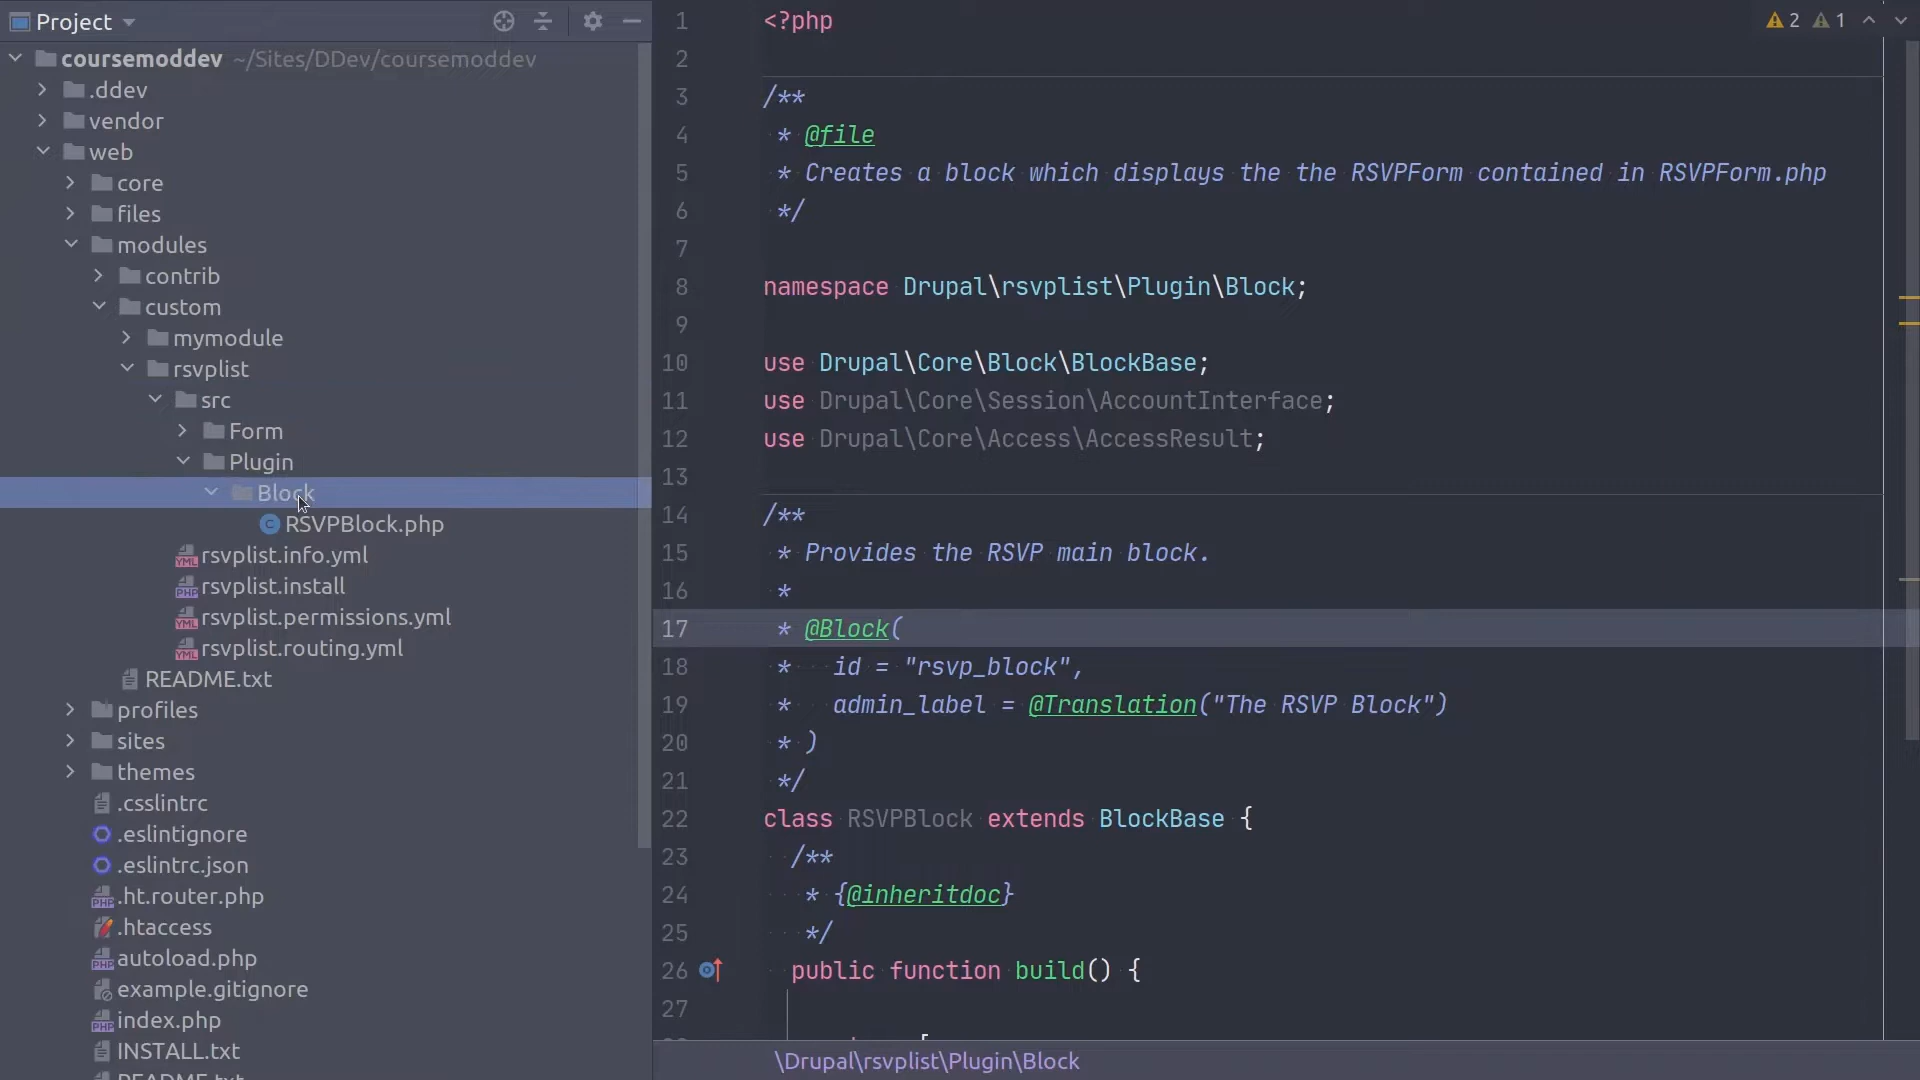 Project
coursemoddev ~/Sites/DDev/coursemoddev
.ddev
vendor
web
core
files
modules
contrib
custom
mymodule
rsvplist
src
Form
Plugin
Block
RSVPBlock.php
rsvplist.info.yml
rsvplist.install
rsvplist.permissions.yml
rsvplist.routing.yml
README.txt
profiles
sites
themes
.csslintrc
.eslintignore
.eslintrc.json
.ht.router.php
.htaccess
autoload.php
example.gitignore
index.php
INSTALL.txt
README.txt
2 1
1 <?php
2
3 /**
4 * @file
5 * Creates a block which displays the the RSVPForm contained in RSVPForm.php
6 */
7
8 namespace Drupal\rsvplist\Plugin\Block;
9
10 use Drupal\Core\Block\BlockBase;
11 use Drupal\Core\Session\AccountInterface;
12 use Drupal\Core\Access\AccessResult;
13
14 /**
15 * Provides the RSVP main block.
16 *
17 * @Block(
18 *   id = "rsvp_block",
19 *   admin_label = @Translation("The RSVP Block")
20 * )
21 */
22 class RSVPBlock extends BlockBase {
23   /**
24    * {@inheritdoc}
25    */
26   public function build() {
27
\Drupal\rsvplist\Plugin\Block